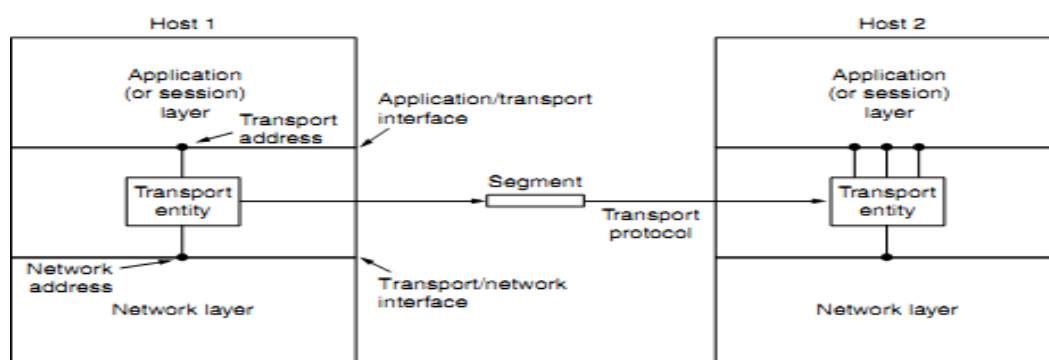 Host 1
Host 2
Application
(or session)
layer
Transport
address
Application/transport
interface
Application
(or session)
layer
Transport
entity
Segment
Transport
protocol
Transport
entity
Network
address
Transport/network
interface
Network layer
Network layer